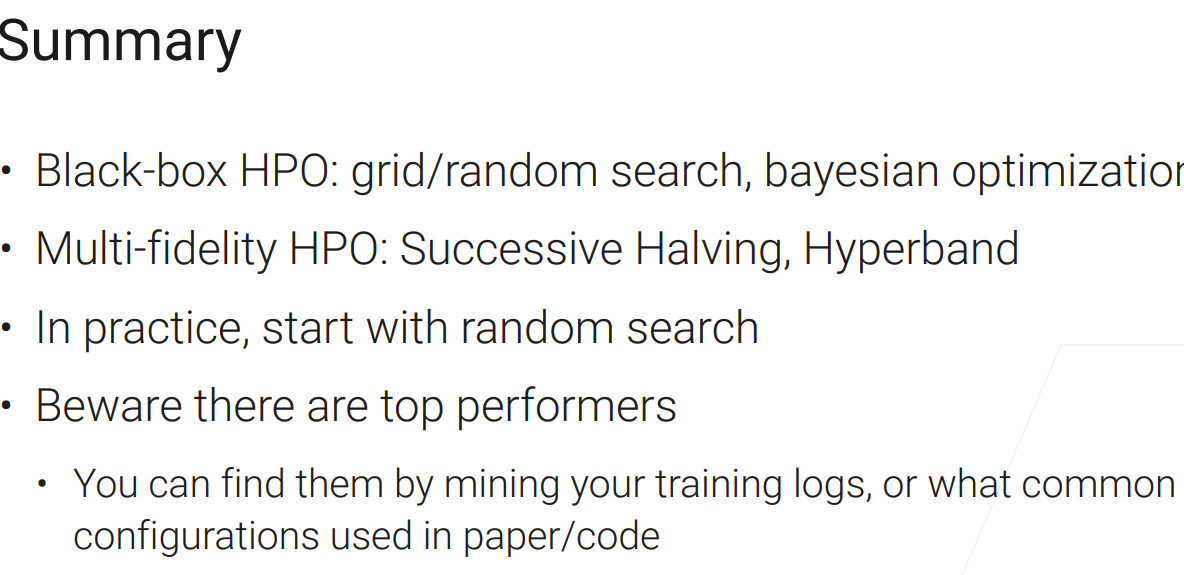 Summary
• Black-box HPO: grid/random search, bayesian optimization
• Multi-fidelity HPO: Successive Halving, Hyperband
• In practice, start with random search
• Beware there are top performers
• You can find them by mining your training logs, or what common
configurations used in paper/code